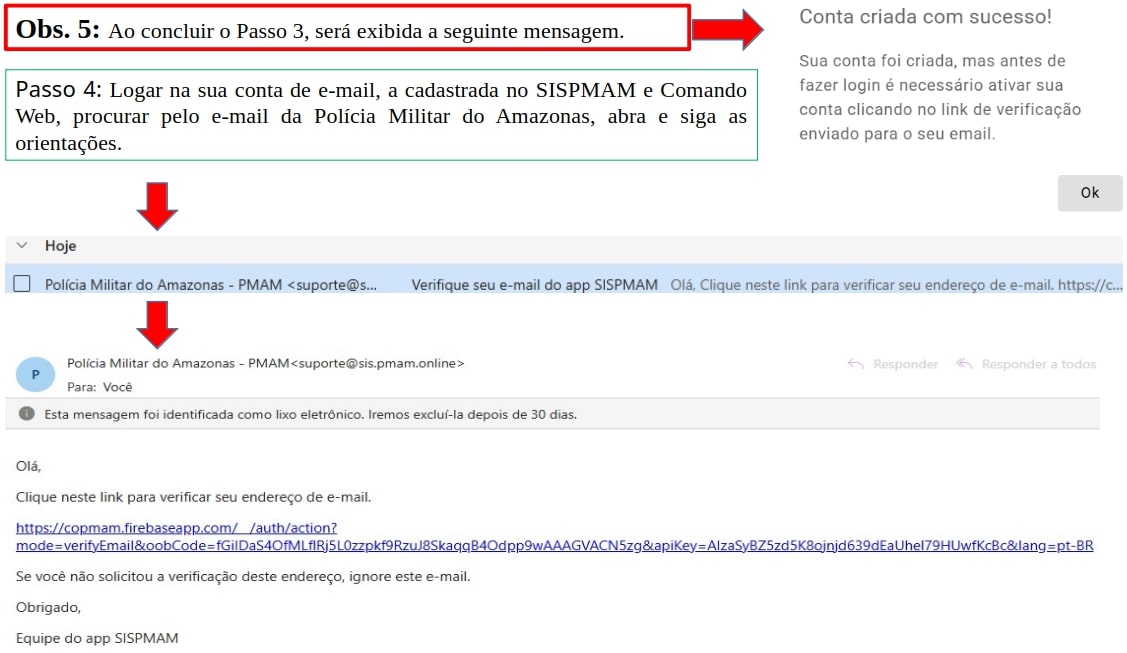 Obs. 5: Ao concluir o Passo 3, será exibida a seguinte mensagem.
Conta criada com sucesso!
Sua conta foi criada, mas antes de
fazer login é necessário ativar sua
conta clicando no link de verificação
enviado para o seu email.
Ok
Passo 4: Logar na sua conta de e-mail, a cadastrada no SISPMAM e Comando
Web, procurar pelo e-mail da Polícia Militar do Amazonas, abra e siga as
orientações.
Hoje
Polícia Militar do Amazonas - PMAM <suporte@s... Verifique seu e-mail do app SISPMAM Olá, Clique neste link para verificar seu endereço de e-mail. https://c...
P
Polícia Militar do Amazonas - PMAM<suporte@sis.pmam.online>
Para: Você
Responder Responder a todos
Esta mensagem foi identificada como lixo eletrônico. Iremos excluí-la depois de 30 dias.
Olá,
Clique neste link para verificar seu endereço de e-mail.
https://copmam.firebaseapp.com/__/auth/action?
mode=verifyEmail&oobCode=fGilDaS4OfMLflRj5L0zzpkf9RzuJ8SkaqqB4Odpp9wAAAGVACN5zg&apiKey=AIzaSyBZ5zd5K8ojnjd639dEaUhel79HUwfKcBc&lang=pt-BR
Se você não solicitou a verificação deste endereço, ignore este e-mail.
Obrigado,
Equipe do app SISPMAM